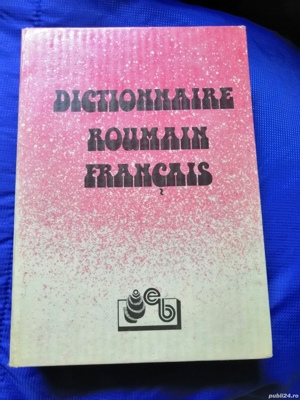 DICTIONNAIRE
ROUMAIN
FRANÇAIS
eb
publi24.ro